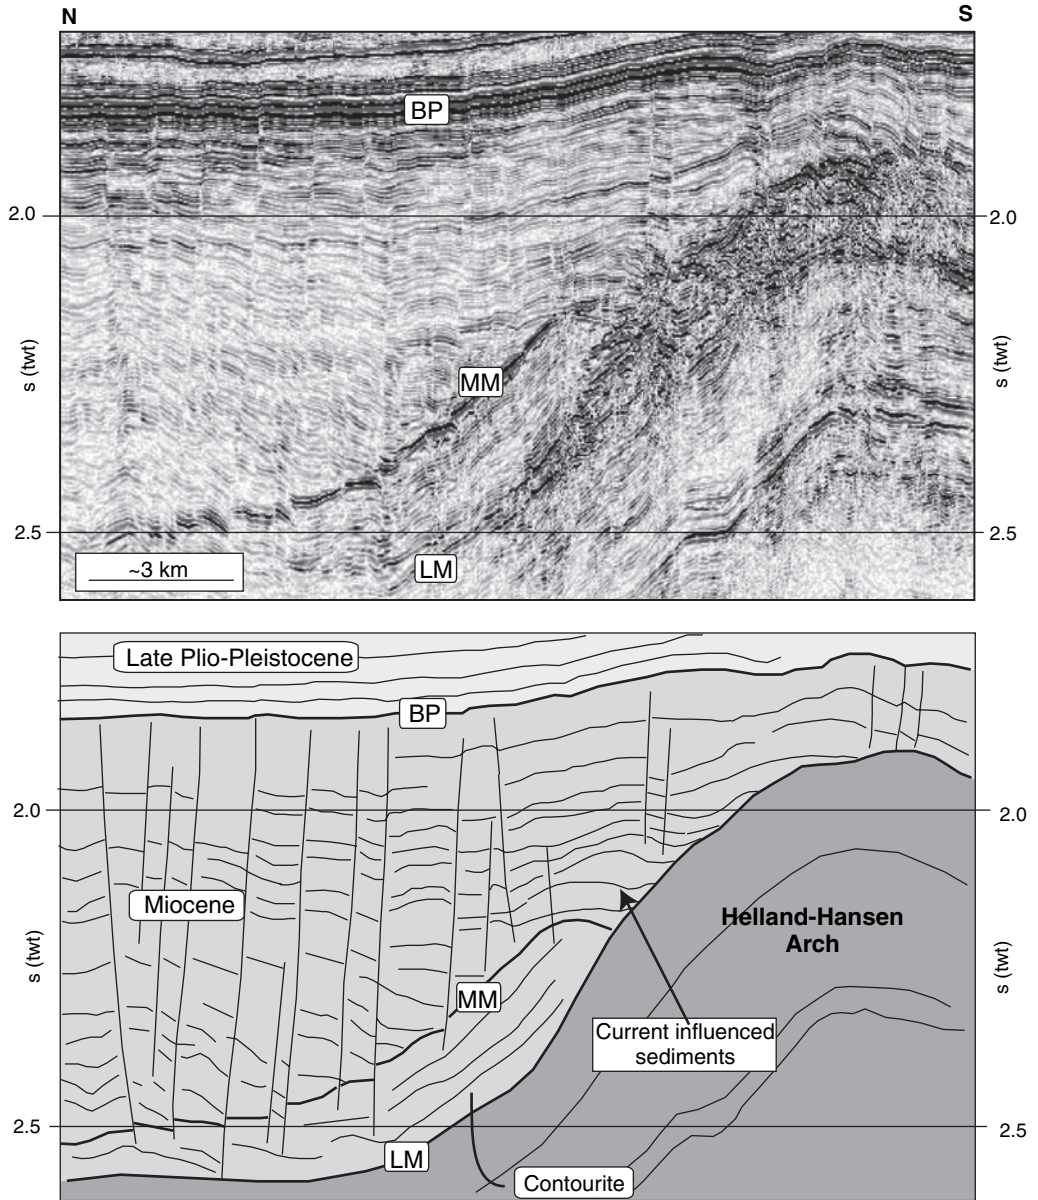 N
S
BP
2.0
2.0
s (twt)
s (twt)
MM
2.5
2.5
LM
~3 km
Late Plio-Pleistocene
BP
2.0
2.0
Miocene
Helland-Hansen
Arch
s (twt)
s (twt)
MM
Current influenced
sediments
2.5
2.5
LM
Contourite